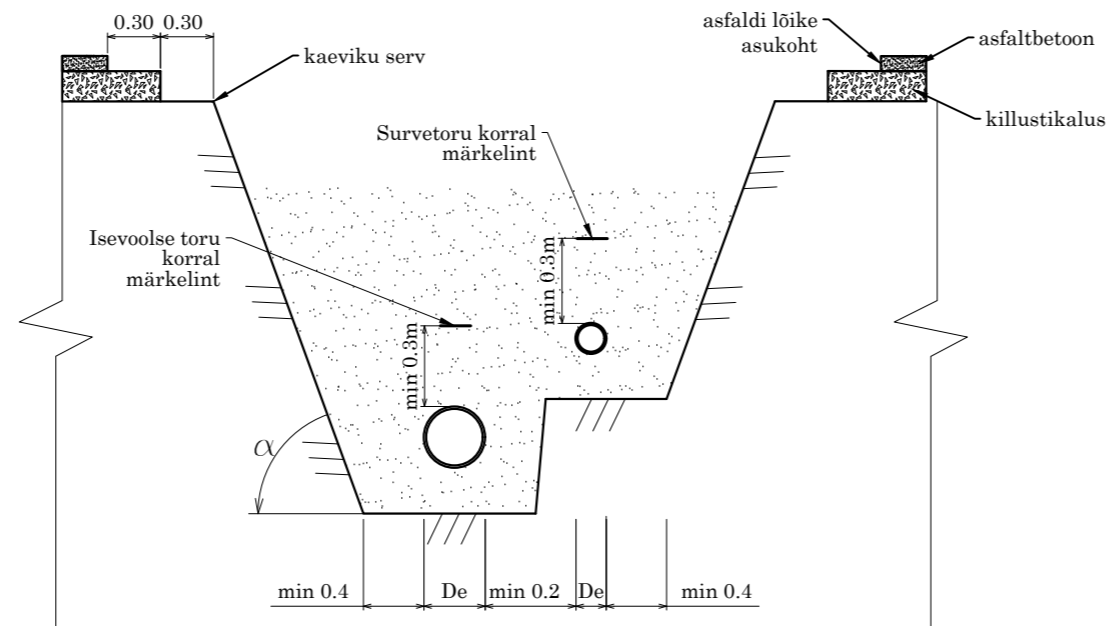 0.30 0.30
kaeviku serv
asfaldi lõike
asukoht
asfaltbetoon
killustikalus
Survetoru korral
märkelint
Isevoolse toru
korral
märkelint
min 0.3m
min 0.3m
α
min 0.4 De min 0.2 De min 0.4